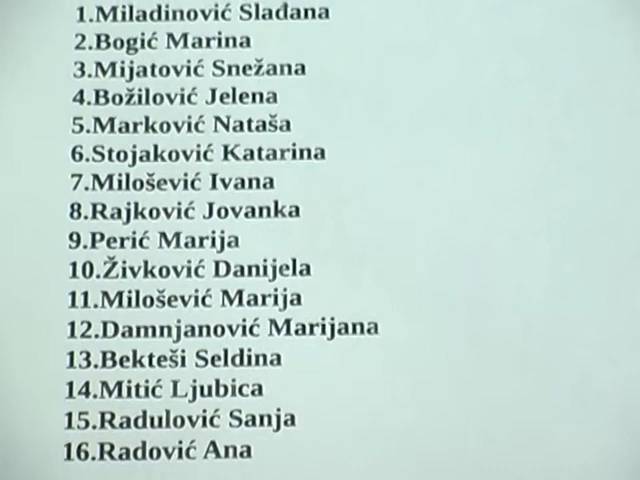 1.Miladinović Slađana
2.Bogić Marina
3.Mijatović Snežana
4.Božilović Jelena
5.Marković Nataša
6.Stojaković Katarina
7.Milošević Ivana
8.Rajković Jovanka
9.Perić Marija
10.Živković Danijela
11.Milošević Marija
12.Damnjanović Marijana
13.Bekteši Seldina
14.Mitić Ljubica
15.Radulović Sanja
16.Radović Ana